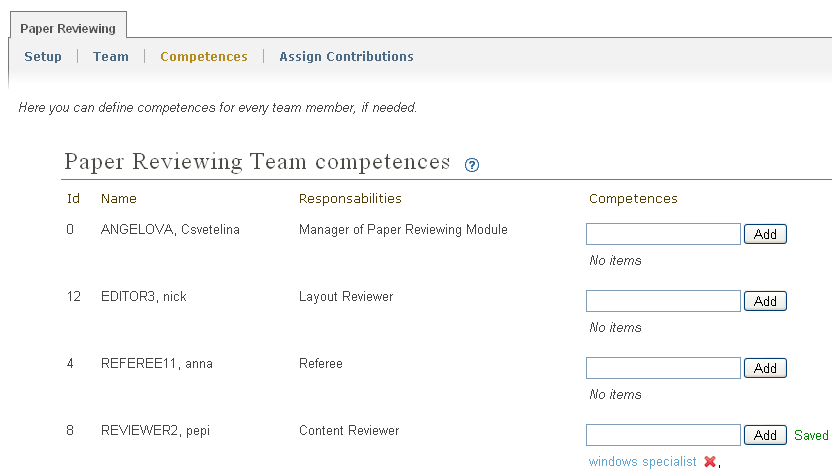 Paper Reviewing
Setup | Team | Competences | Assign Contributions
Here you can define competences for every team member, if needed.
Paper Reviewing Team competences ?
Id Name Responsabilities Competences
0 ANGELOVA, Csvetelina Manager of Paper Reviewing Module Add
No items
12 EDITOR3, nick Layout Reviewer Add
No items
4 REFEREE11, anna Referee Add
No items
8 REVIEWER2, pepi Content Reviewer Add Saved
windows specialist ,